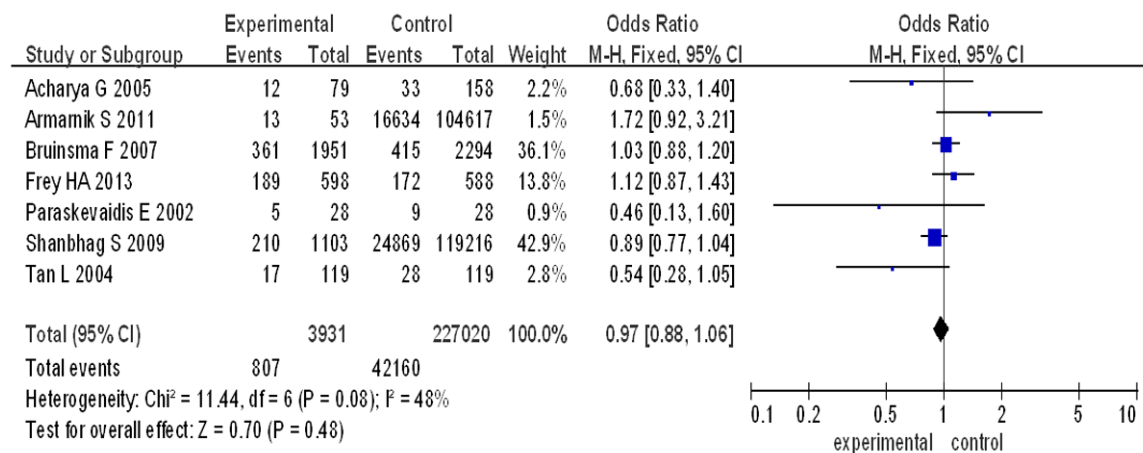 Experimental Control Odds Ratio Odds Ratio
Study or Subgroup Events Total Events Total Weight M-H, Fixed, 95% CI M-H, Fixed, 95% CI
Acharya G 2005 12 79 33 158 2.2% 0.68 [0.33, 1.40]
Armarnik S 2011 13 53 16634 104617 1.5% 1.72 [0.92, 3.21]
Bruinsma F 2007 361 1951 415 2294 36.1% 1.03 [0.88, 1.20]
Frey HA 2013 189 598 172 588 13.8% 1.12 [0.87, 1.43]
Paraskevaidis E 2002 5 28 9 28 0.9% 0.46 [0.13, 1.60]
Shanbhag S 2009 210 1103 24869 119216 42.9% 0.89 [0.77, 1.04]
Tan L 2004 17 119 28 119 2.8% 0.54 [0.28, 1.05]
Total (95% CI) 3931 227020 100.0% 0.97 [0.88, 1.06]
Total events 807 42160
Heterogeneity: Chi² = 11.44, df = 6 (P = 0.08); I² = 48%
Test for overall effect: Z = 0.70 (P = 0.48)
0.1 0.2 0.5 1 2 5 10
experimental control